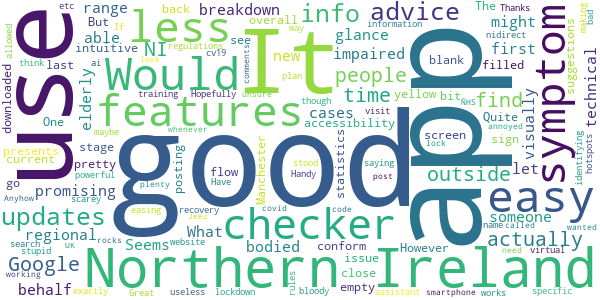 range back breakdown info advice The Thanks
etc If glance might way
But less NI see impaired first
able overall blank making bad
intuitive Would It new people filled allowed
use think last features time yellow bit suggestions
downloaded One ai cv19 comments cases find NHS
elderly training Hopefully ensure accessibility Quite annoyed
maybe regulations though visit screen sign lock
stage posting Manchester flow saying post visually technical
good app symptom information nidirect
presents pretty stood Handy let identifying
current powerful Have plan statistics easy
go promising plenty code outside hotspots
scarey easing recovery covid someone
updates What checker actually
Anyhow regional Seems website bodied conform However name called wanted
Google search rocks UK Jeez issue need virtual
stupid lack close
behalf Northern Ireland
working exactly Great useless lockdown bloody rules empty assistant smartphone works specific
whenever